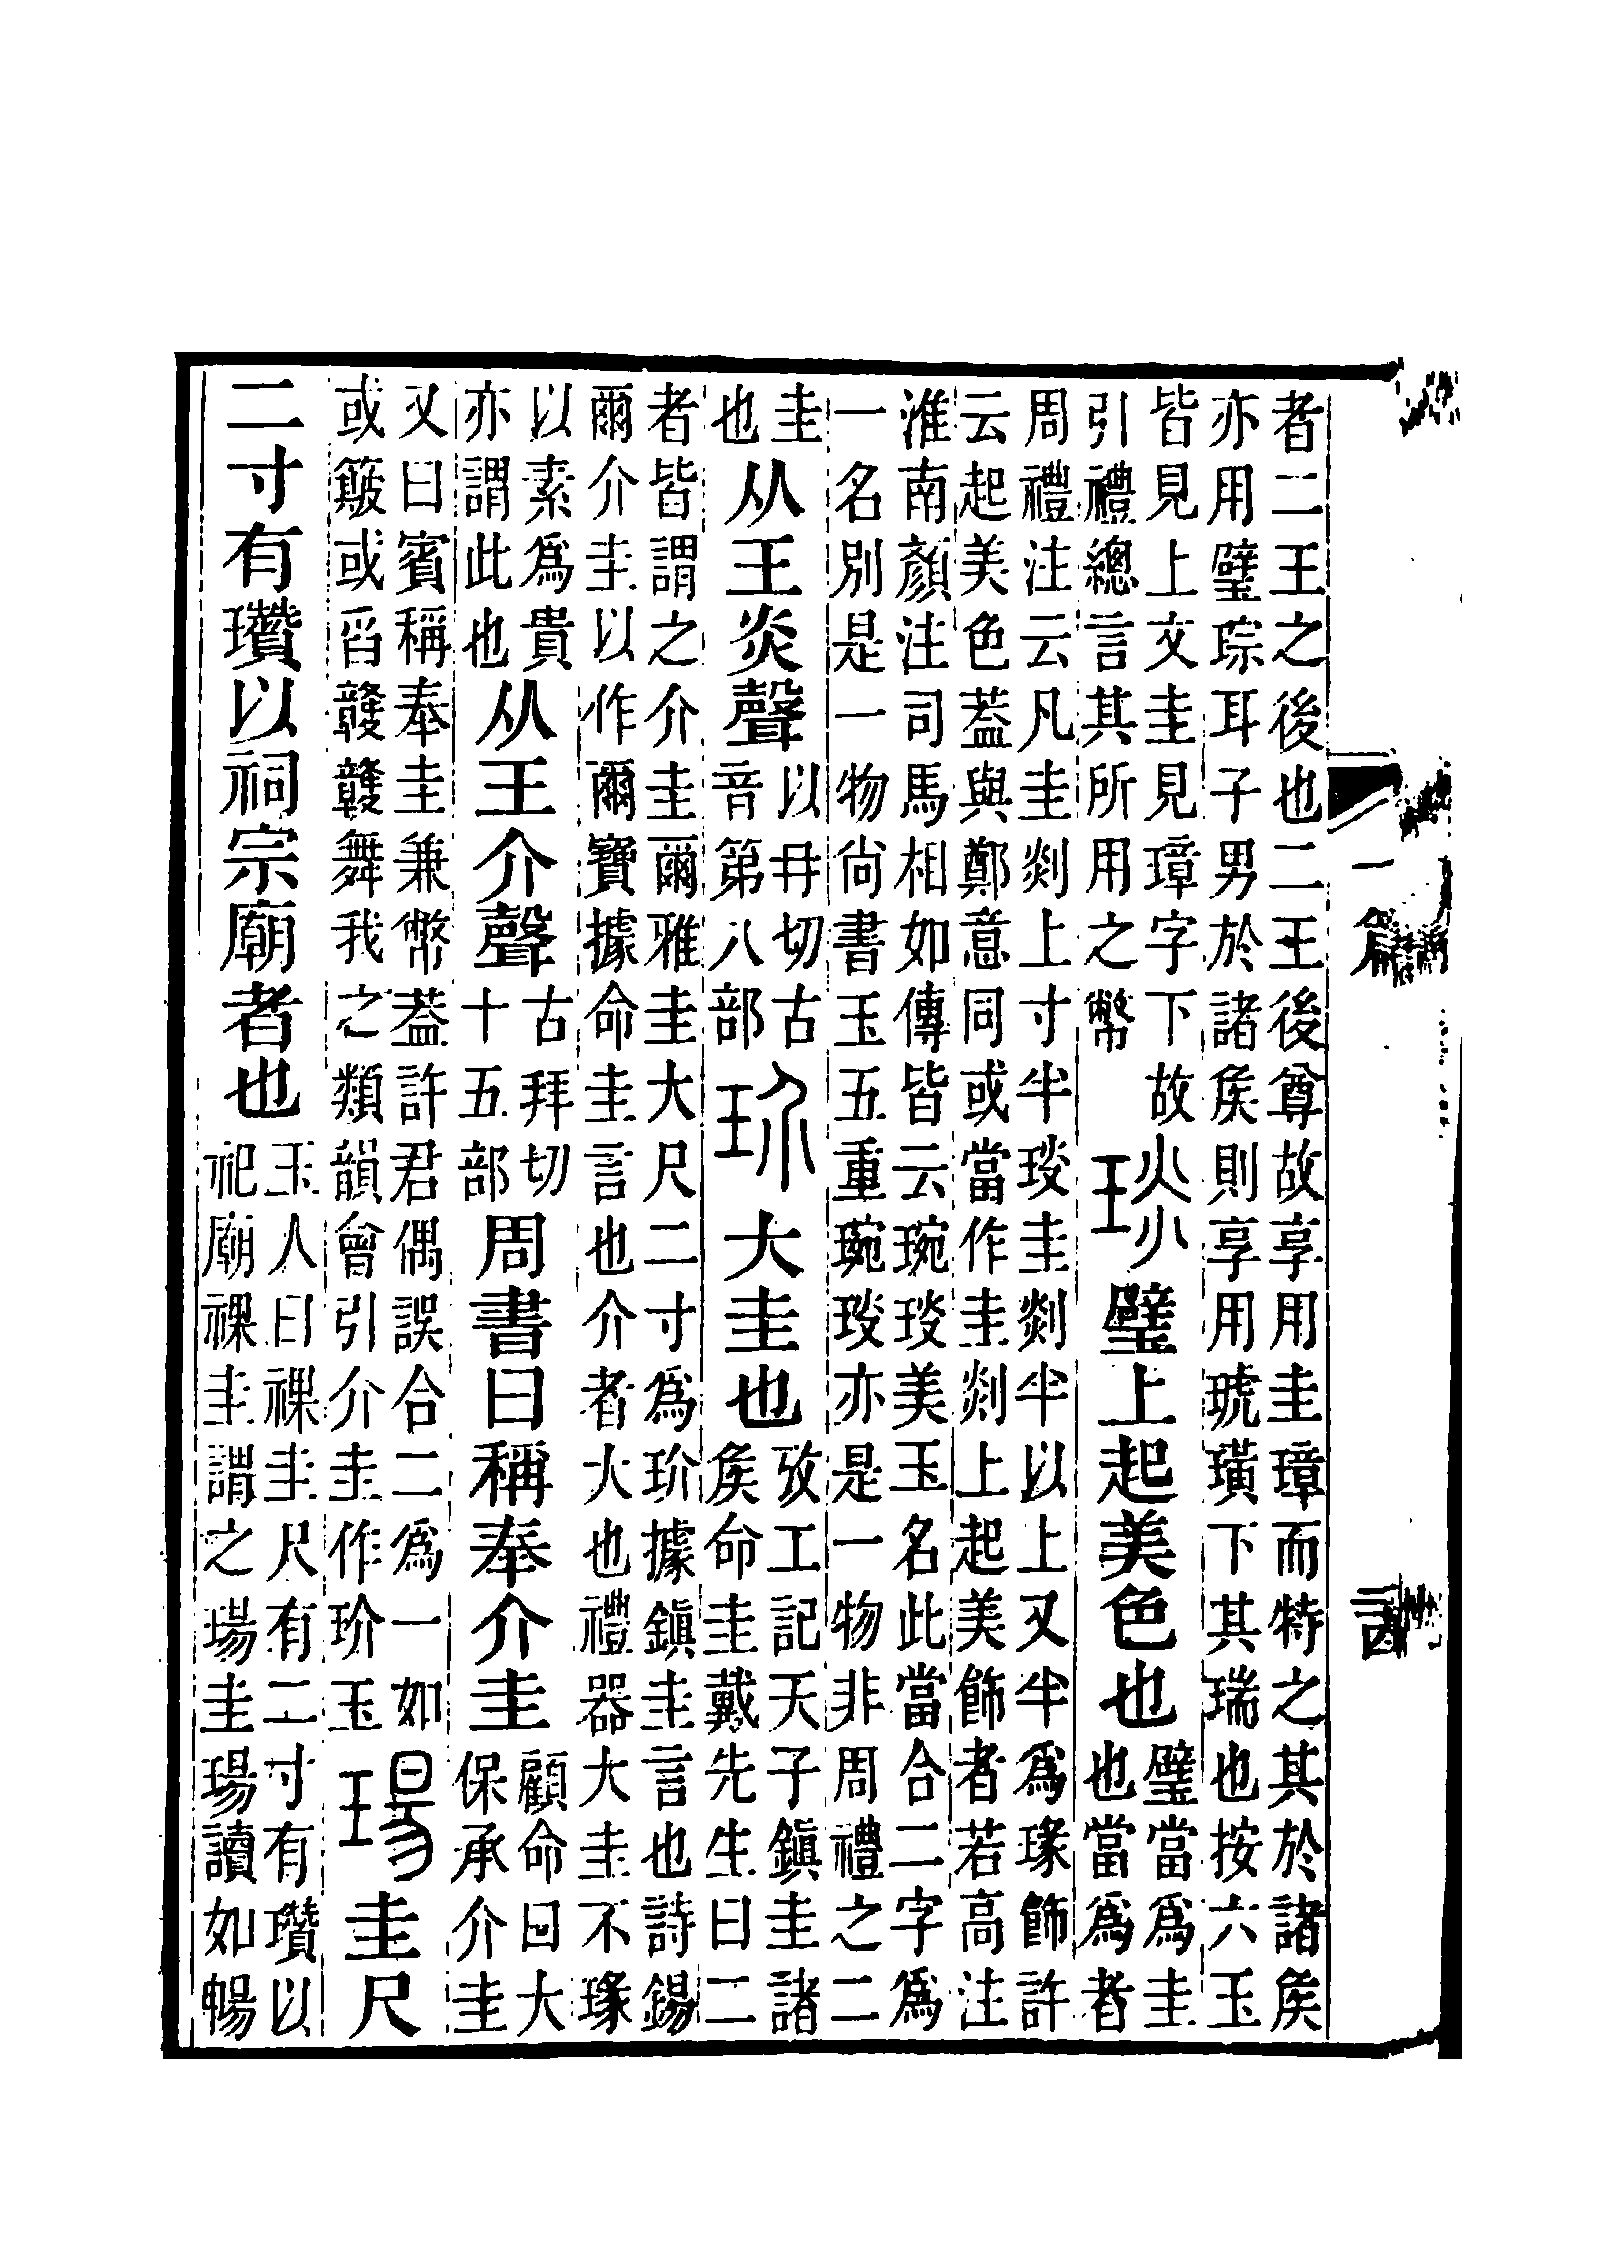 者二王之後也二王後尊故享用圭璋而特之其於諸矦
亦用璧琮耳子男於諸矦則享用琥璜下其瑞也按六玉
皆見上文圭見璋字下故
引禮總言其所用之幣
琰璧上起美色也
璧當爲圭
也當爲者
周禮注云凡圭剡上寸半琰圭剡半以上又半爲瑑飾許
云起美色葢與鄭意同或當作圭剡上起美飾者若高注
淮南顏注司馬相如傳皆云琬琰美玉名此當合二字爲
一名別是一物尚書玉五重琬琰亦是一物非周禮之二
圭
也
从王炎聲
以冄切古
音第八部
玠大圭也
攷工記天子鎭圭諸
矦命圭戴先生曰二
者皆謂之介圭爾雅圭大尺二寸爲玠據鎭圭言也詩錫
爾介圭以作爾寶據命圭言也介者大也禮器大圭不瑑
以素爲貴
亦謂此也
从王介聲
古拜切
十五部
周書曰稱奉介圭
顧命曰大
保承介圭
又曰賓稱奉圭兼幣葢許君偶誤合二爲一如
或簸或舀竷竷舞我之類韻會引介圭作玠玉
瑒圭尺
二寸有瓚以祠宗廟者也
玉人曰祼圭尺有二寸有瓚以
祀廟祼圭謂之瑒圭瑒讀如暢
一篇